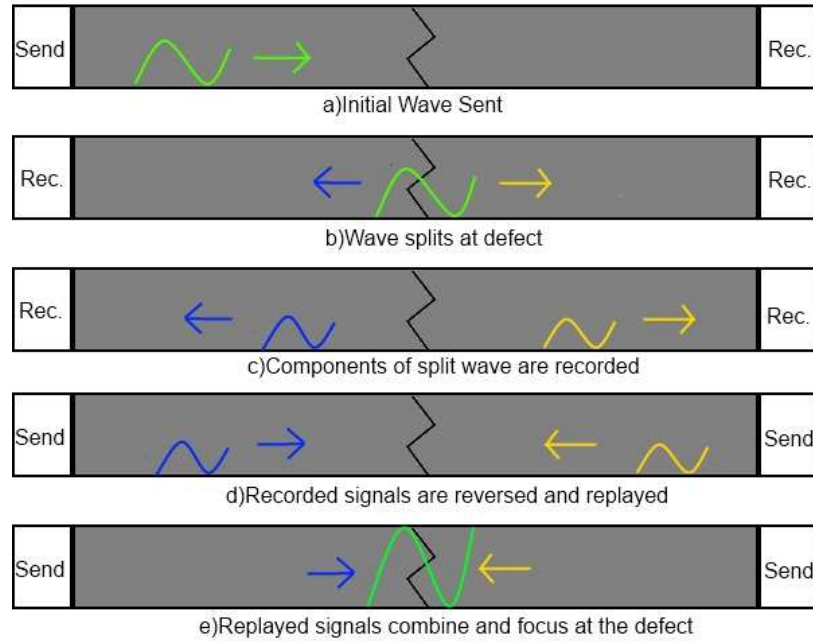 Send Rec.
a)Initial Wave Sent
Rec. Rec.
b)Wave splits at defect
Rec. Rec.
c)Components of split wave are recorded
Send Send
d)Recorded signals are reversed and replayed
Send Send
e)Replayed signals combine and focus at the defect